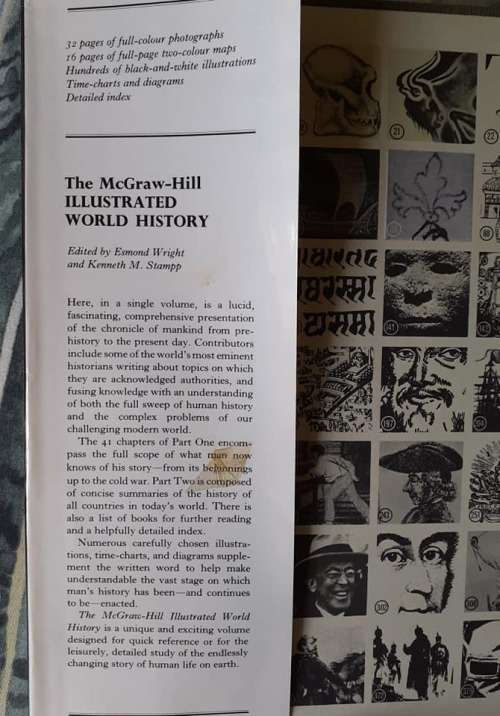 32 pages of full-colour photographs
16 pages of full-page two-colour maps
Hundreds of black-and-white illustrations
Time-charts and diagrams
Detailed index
The McGraw-Hill
ILLUSTRATED
WORLD HISTORY
Edited by Esmond Wright
and Kenneth M. Stampp
Here, in a single volume, is a lucid,
fascinating, comprehensive presentation
of the chronicle of mankind from pre-
history to the present day. Contributors
include some of the world's most eminent
historians writing about topics on which
they are acknowledged authorities, and
fusing knowledge with an understanding
of both the full sweep of human history
and the complex problems of our
challenging modern world.
The 41 chapters of Part One encom-
pass the full scope of what man now
knows of his story—from its beginnings
up to the cold war. Part Two is composed
of concise summaries of the history of
all countries in today's world. There is
also a list of books for further reading
and a helpfully detailed index.
Numerous carefully chosen illustra-
tions, time-charts, and diagrams supple-
ment the written word to help make
understandable the vast stage on which
man's history has been—and continues
to be—enacted.
The McGraw-Hill Illustrated World
History is a unique and exciting volume
designed for quick reference or for the
leisurely, detailed study of the endlessly
changing story of human life on earth.
21
22
80
141
197
243
302